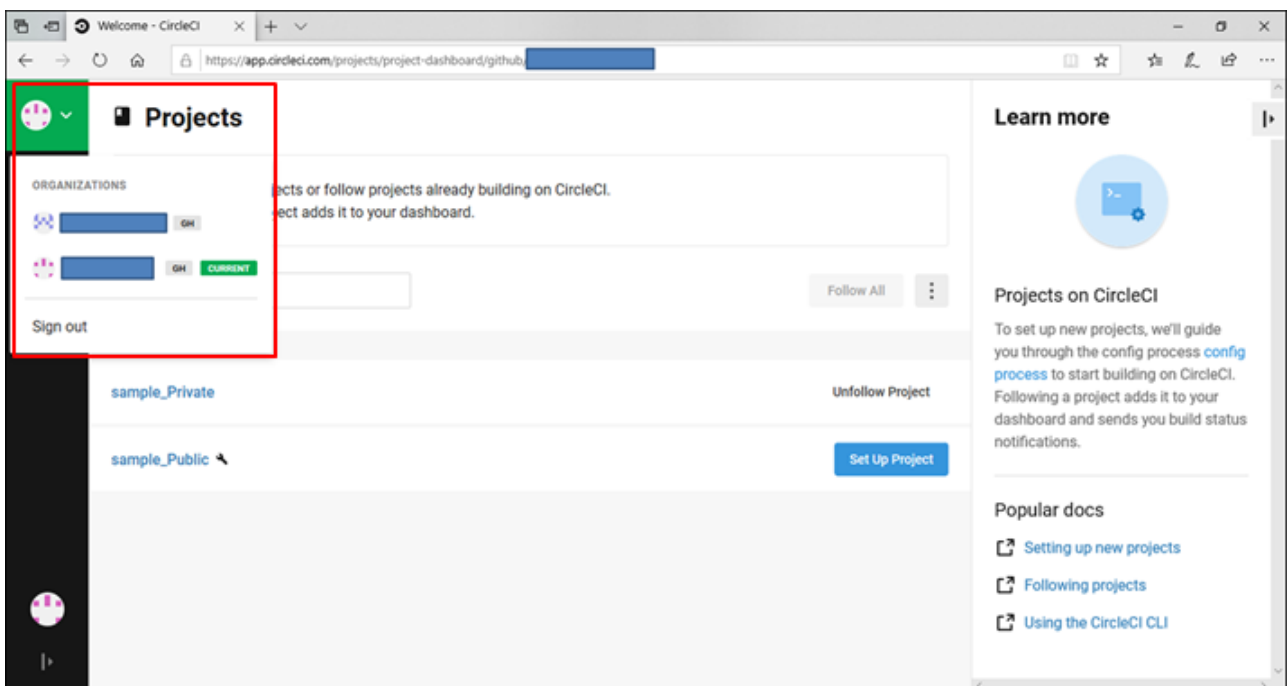 Welcome - CircleCI
https://app.circleci.com/projects/project-dashboard/github/
Projects
ORGANIZATIONS
GH
GH CURRENT
Sign out
jects or follow projects already building on CircleCI.
ect adds it to your dashboard.
Follow All
sample_Private
Unfollow Project
sample_Public
Set Up Project
Learn more
Projects on CircleCI
To set up new projects, we'll guide
you through the config process config
process to start building on CircleCI.
Following a project adds it to your
dashboard and sends you build status
notifications.
Popular docs
Setting up new projects
Following projects
Using the CircleCI CLI